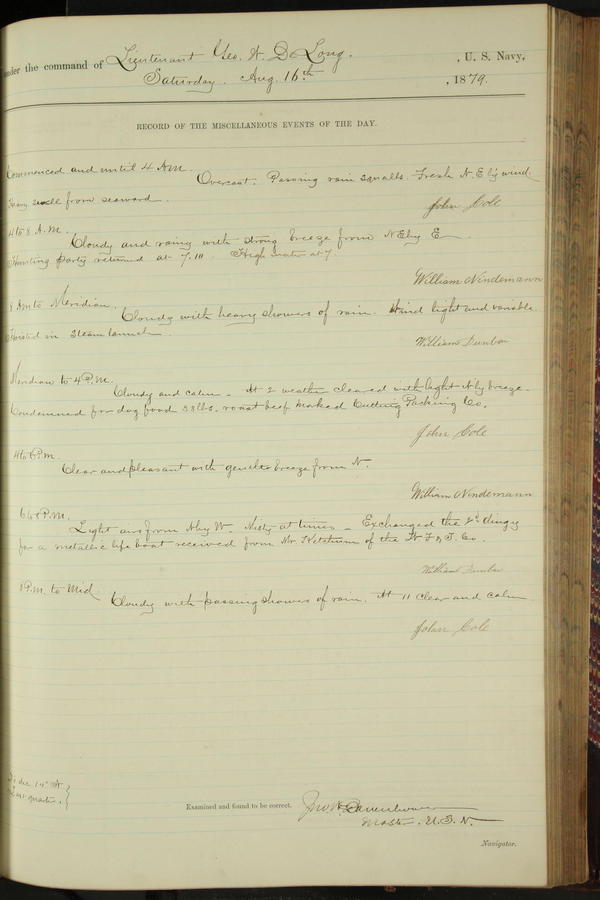 under the command of Lieutenant Geo. W. De Long. , U. S. Navy,
Saturday. Aug. 16th , 1879.
RECORD OF THE MISCELLANEOUS EVENTS OF THE DAY.
Commenced and until 4 A.M.
Overcast. Passing rain squalls. Fresh N.E. by wind.
Heavy swell from seaward.
John Cole
4 to 8 A.M.
Cloudy and rainy with strong breeze from N.E by E
Hunting party returned at 7.10. High water at 7.
William Nindemann
8 Am to Meridian.
Cloudy with heavy showers of rain. Wind light and variable.
Hoisted in steam launch
William Dunbar
Meridian to 4 P.M.
Cloudy and calm. At 2 weather cleared with light N.ly breeze.
Condemned for dog food 38 lbs. roast beef marked Cutting Packing Co.
John Cole
4 to 6 P.m.
Clear and pleasant with gentle breeze from N.
William Nindemann
6 to 8 P.M.
Light airs from N by W. Misty at times – Exchanged the 2d dingy
for a metallic life boat received from Mr. Ketchum of the W F & T. Co.
William Dunbar
8 P.m. to Mid.
Cloudy with passing showers of rain. At 11 clear and calm
John Cole
Examined and found to be correct. Jno. W. Danenhower
Master. U.S.N.
Navigator.